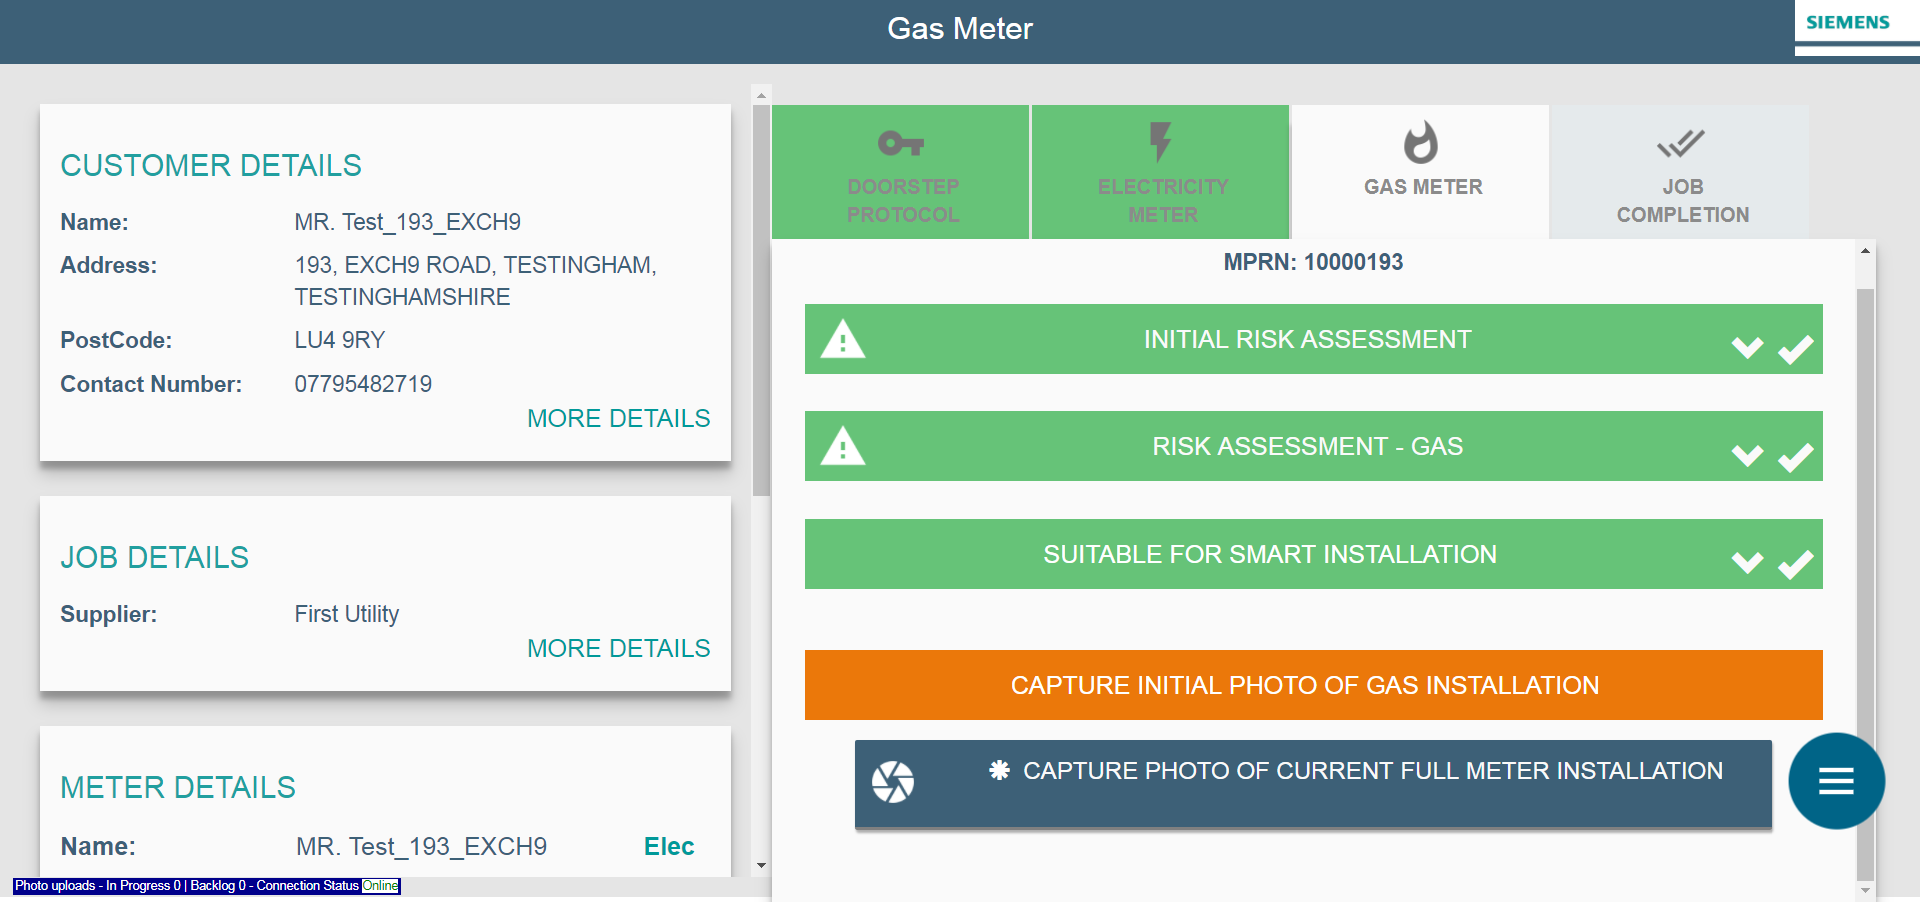 Gas Meter
SIEMENS
CUSTOMER DETAILS
Name: MR. Test_193_EXCH9
Address: 193, EXCH9 ROAD, TESTINGHAM,
TESTINGHAMSHIRE
PostCode: LU4 9RY
Contact Number: 07795482719
MORE DETAILS
JOB DETAILS
Supplier: First Utility
MORE DETAILS
METER DETAILS
Name: MR. Test_193_EXCH9 Elec
Photo uploads - In Progress 0 | Backlog 0 - Connection Status Online
DOORSTEP
PROTOCOL
ELECTRICITY
METER
GAS METER
JOB
COMPLETION
MPRN: 10000193
INITIAL RISK ASSESSMENT
RISK ASSESSMENT - GAS
SUITABLE FOR SMART INSTALLATION
CAPTURE INITIAL PHOTO OF GAS INSTALLATION
✱ CAPTURE PHOTO OF CURRENT FULL METER INSTALLATION